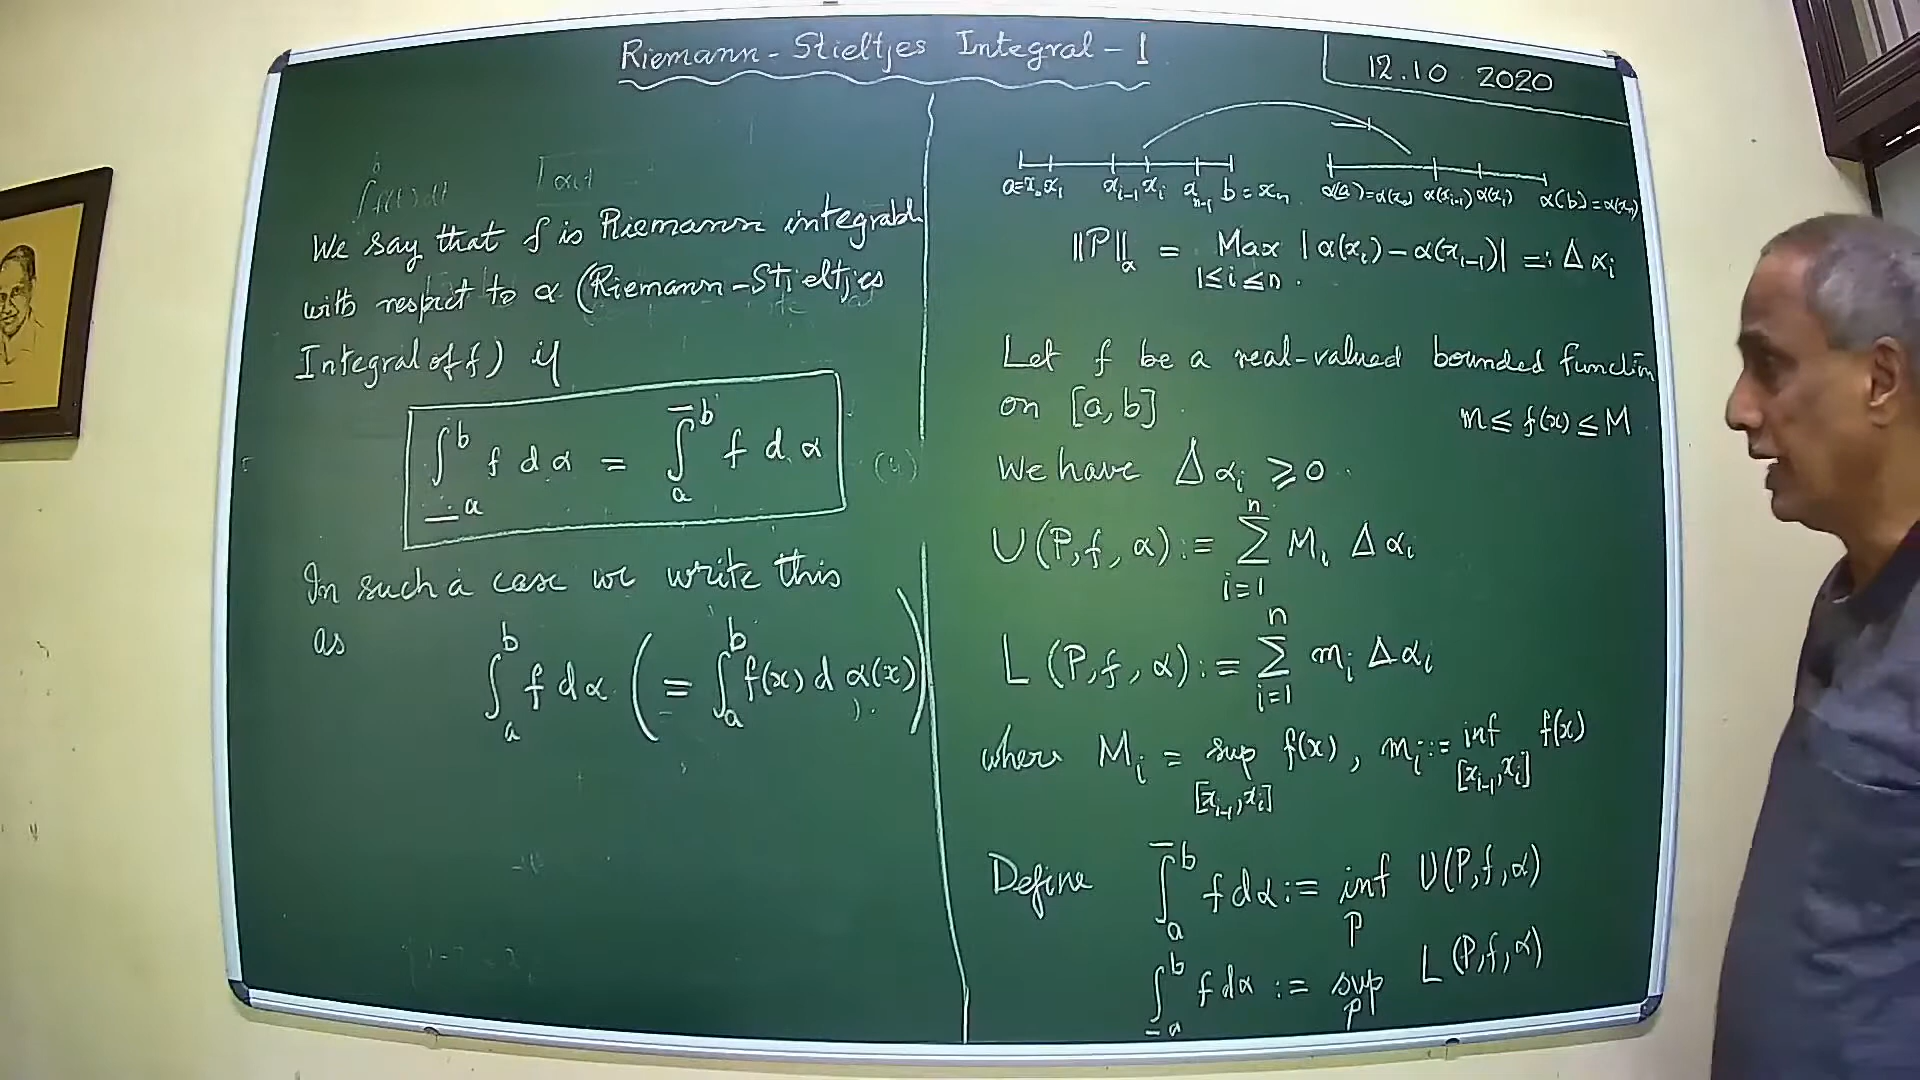 Riemann-Stieltjes Integral - 1
12.10.2020
We say that f is Riemann integrable
with respect to α (Riemann-Stieltjes
Integral of f) if
∫̲_a^b f dα = ∫̅_a^b f dα
In such a case we write this
as ∫_a^b f dα (= ∫_a^b f(x) d α(x))
a=x₀ x₁ x_{i-1} x_i x_{n-1} b=x_n α(a)=α(x₀) α(x_{i-1}) α(x_i) α(b)=α(x_n)
||P||_α = Max_{1≤i≤n} |α(x_i) − α(x_{i-1})| =: Δα_i
Let f be a real-valued bounded function
on [a,b]. m ≤ f(x) ≤ M
We have Δα_i ≥ 0.
U(P,f,α) := Σ_{i=1}^n M_i Δα_i
L(P,f,α) := Σ_{i=1}^n m_i Δα_i
where M_i = sup_{[x_{i-1},x_i]} f(x), m_i := inf_{[x_{i-1},x_i]} f(x)
Define ∫̅_a^b f dα := inf_P U(P,f,α)
∫̲_a^b f dα := sup_P L(P,f,α)